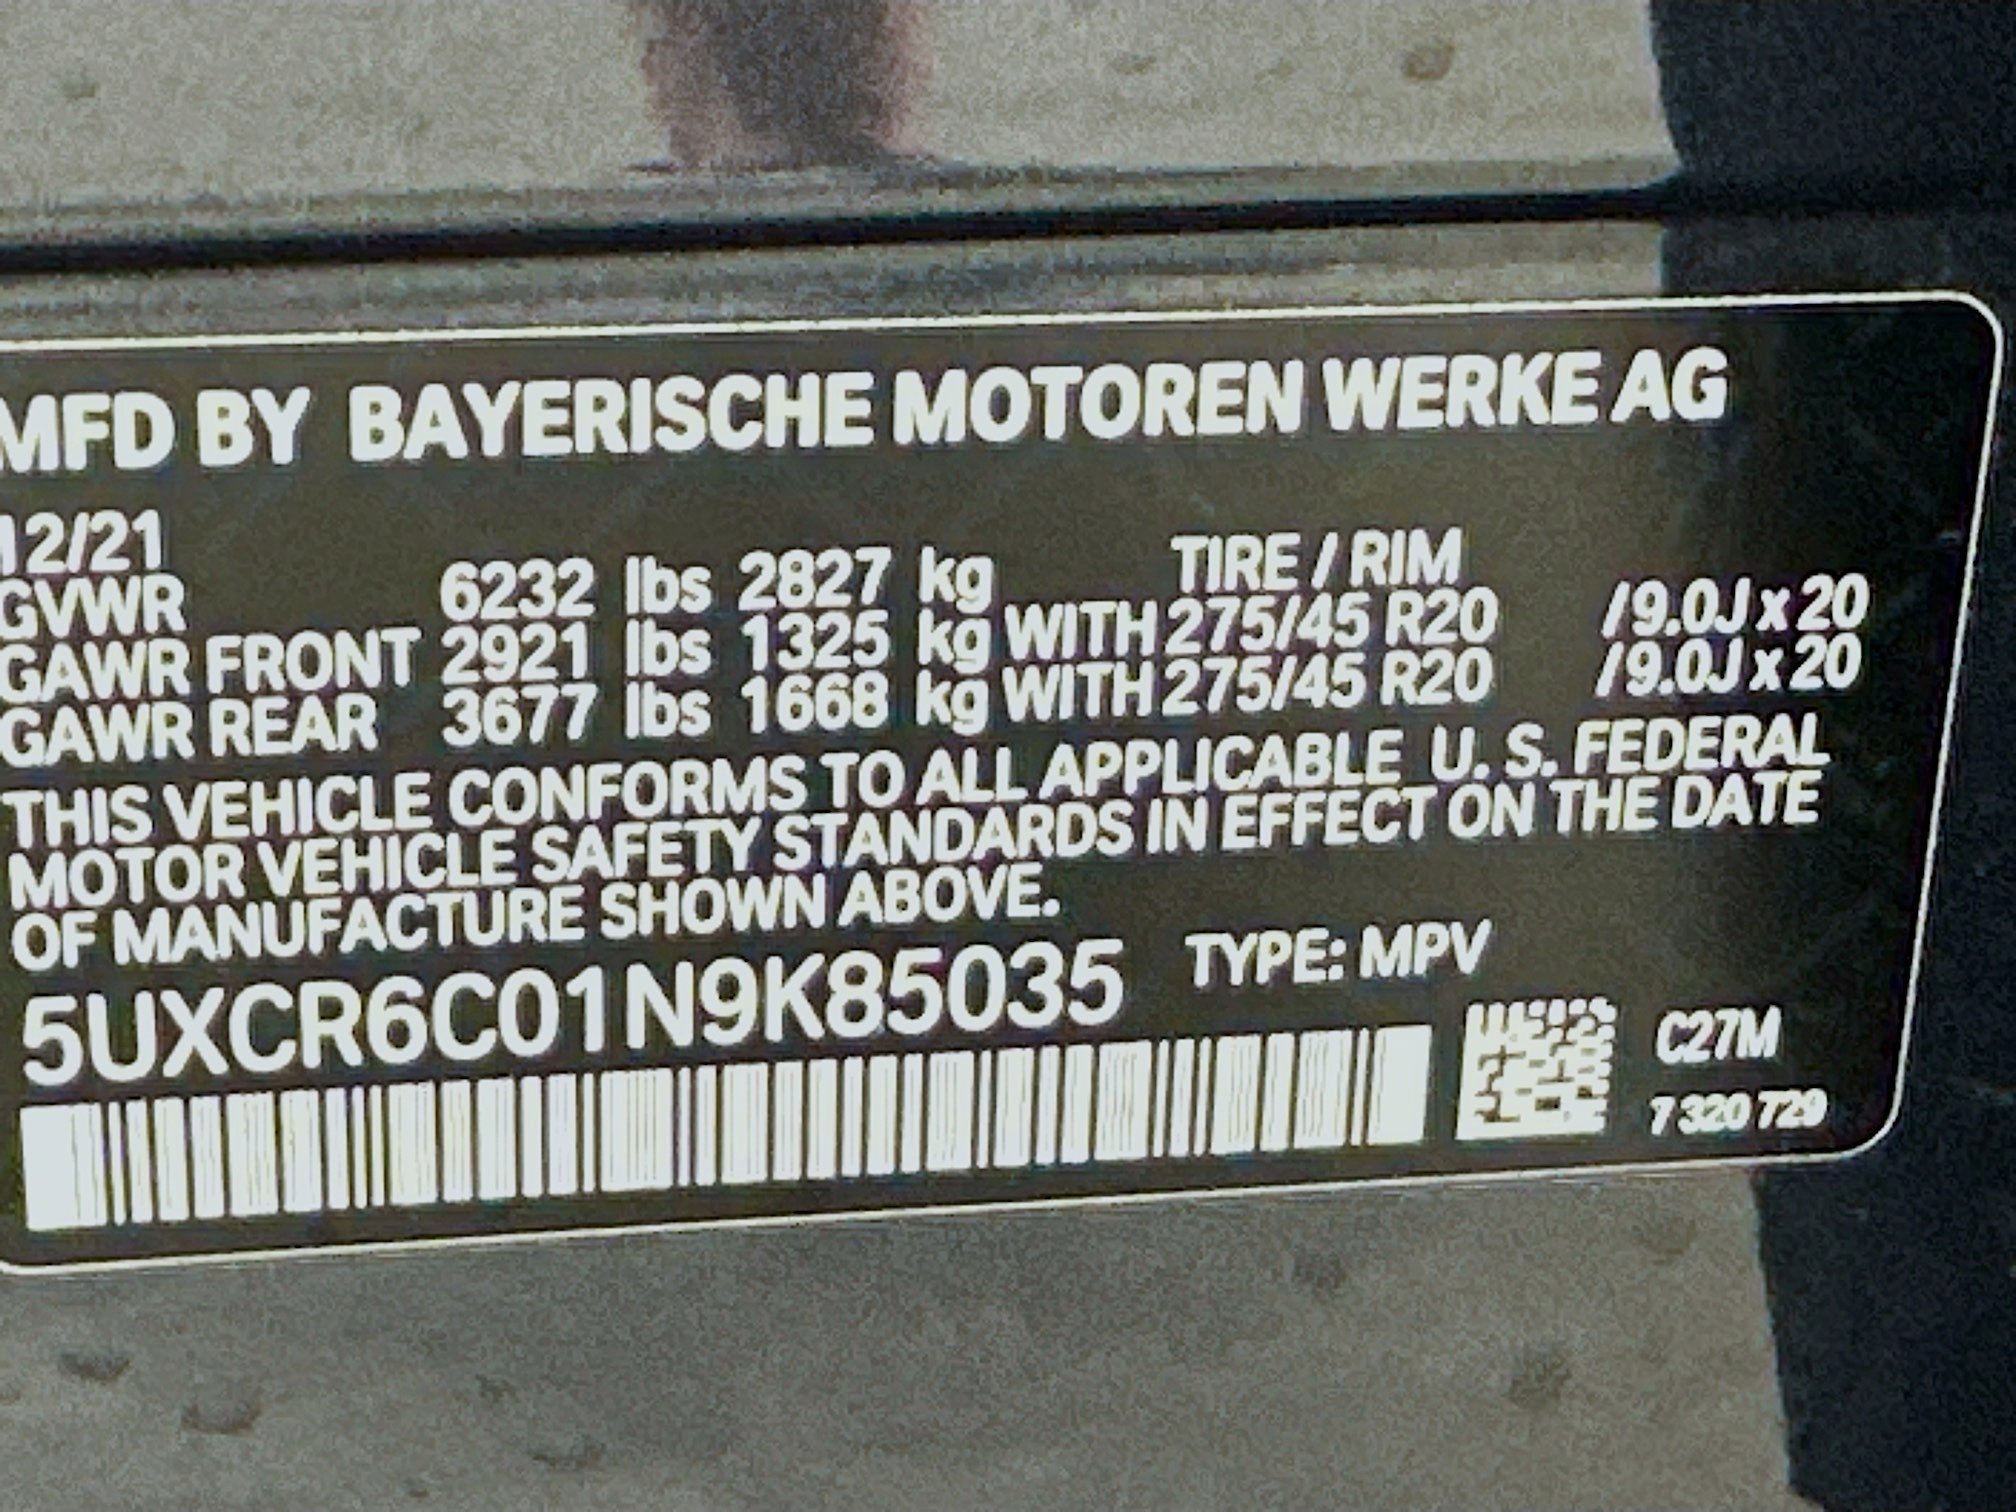 MFD BY BAYERISCHE MOTOREN WERKE AG
12/21
TIRE / RIM
GVWR 6232 lbs 2827 kg
GAWR FRONT 2921 lbs 1325 kg WITH 275/45 R20 /9.0J x 20
GAWR REAR 3677 lbs 1668 kg WITH 275/45 R20 /9.0J x 20
THIS VEHICLE CONFORMS TO ALL APPLICABLE U. S. FEDERAL
MOTOR VEHICLE SAFETY STANDARDS IN EFFECT ON THE DATE
OF MANUFACTURE SHOWN ABOVE.
5UXCR6C01N9K85035 TYPE: MPV
C27M
7 320 729